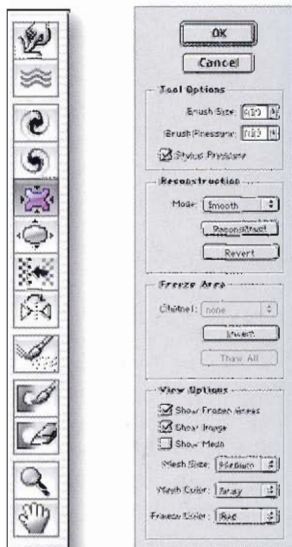 OK
Cancel
Tool Options
Brush Size:
Brush Pressure:
Stylus Pressure
Reconstruction
Mode: Smooth
Reconstruct
Revert
Freeze Area
Channel: none
Invert
Thaw All
View Options
Show Frozen Areas
Show Image
Show Mesh
Mesh Size: Medium
Mesh Color: Gray
Freeze Color: Red